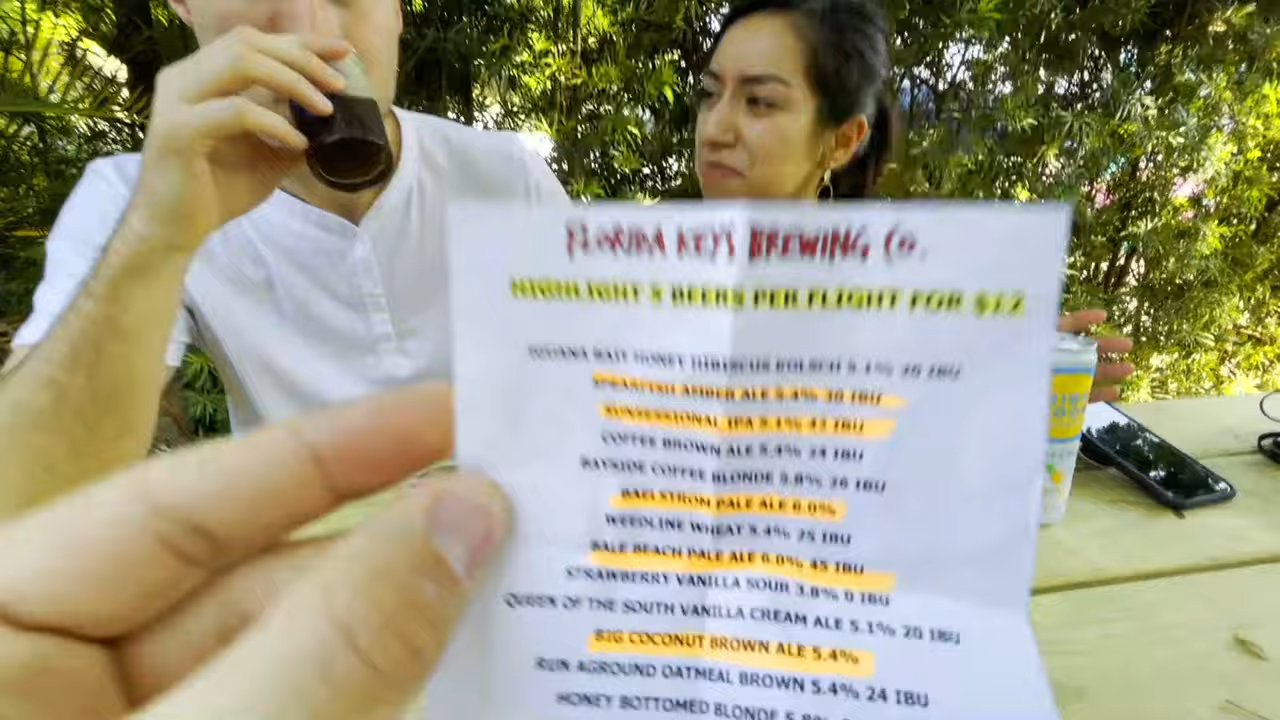 FLORIDA KEYS BREWING CO.
HIGHLIGHT 5 BEERS PER FLIGHT FOR $12
IGUANA BAIT HONEY HIBISCUS KOLSCH 5.1% 20 IBU
SPEARFISH AMBER ALE 5.4% 30 IBU
SUNSESSIONAL IPA 5.1% 47 IBU
COFFEE BROWN ALE 5.4% 24 IBU
BAYSIDE COFFEE BLONDE 5.8% 26 IBU
BAELSTROM PALE ALE 6.0%
WEEDLINE WHEAT 5.4% 25 IBU
BALE BEACH PALE ALE 6.0% 45 IBU
STRAWBERRY VANILLA SOUR 3.8% 0 IBU
QUEEN OF THE SOUTH VANILLA CREAM ALE 5.1% 20 IBU
BIG COCONUT BROWN ALE 5.4%
RUN AGROUND OATMEAL BROWN 5.4% 24 IBU
HONEY BOTTOMED BLONDE 5.8%